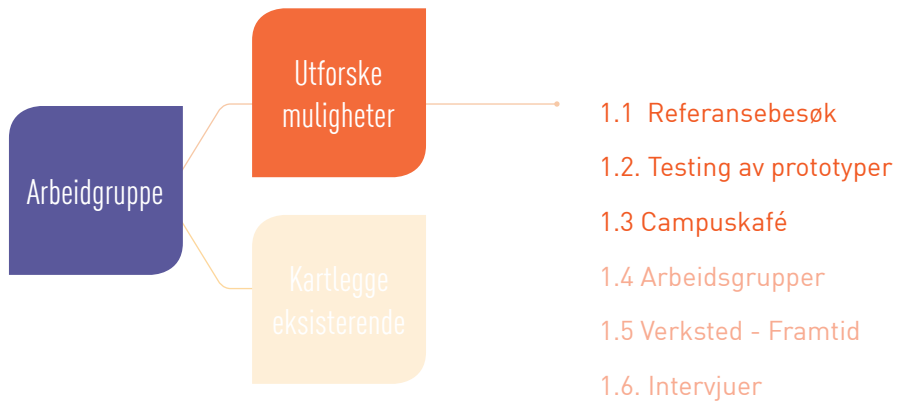 Arbeidgruppe
Utforske
muligheter
Kartlegge
eksisterende
1.1 Referansebesøk
1.2. Testing av prototyper
1.3 Campuskafé
1.4 Arbeidsgrupper
1.5 Verksted - Framtid
1.6. Intervjuer